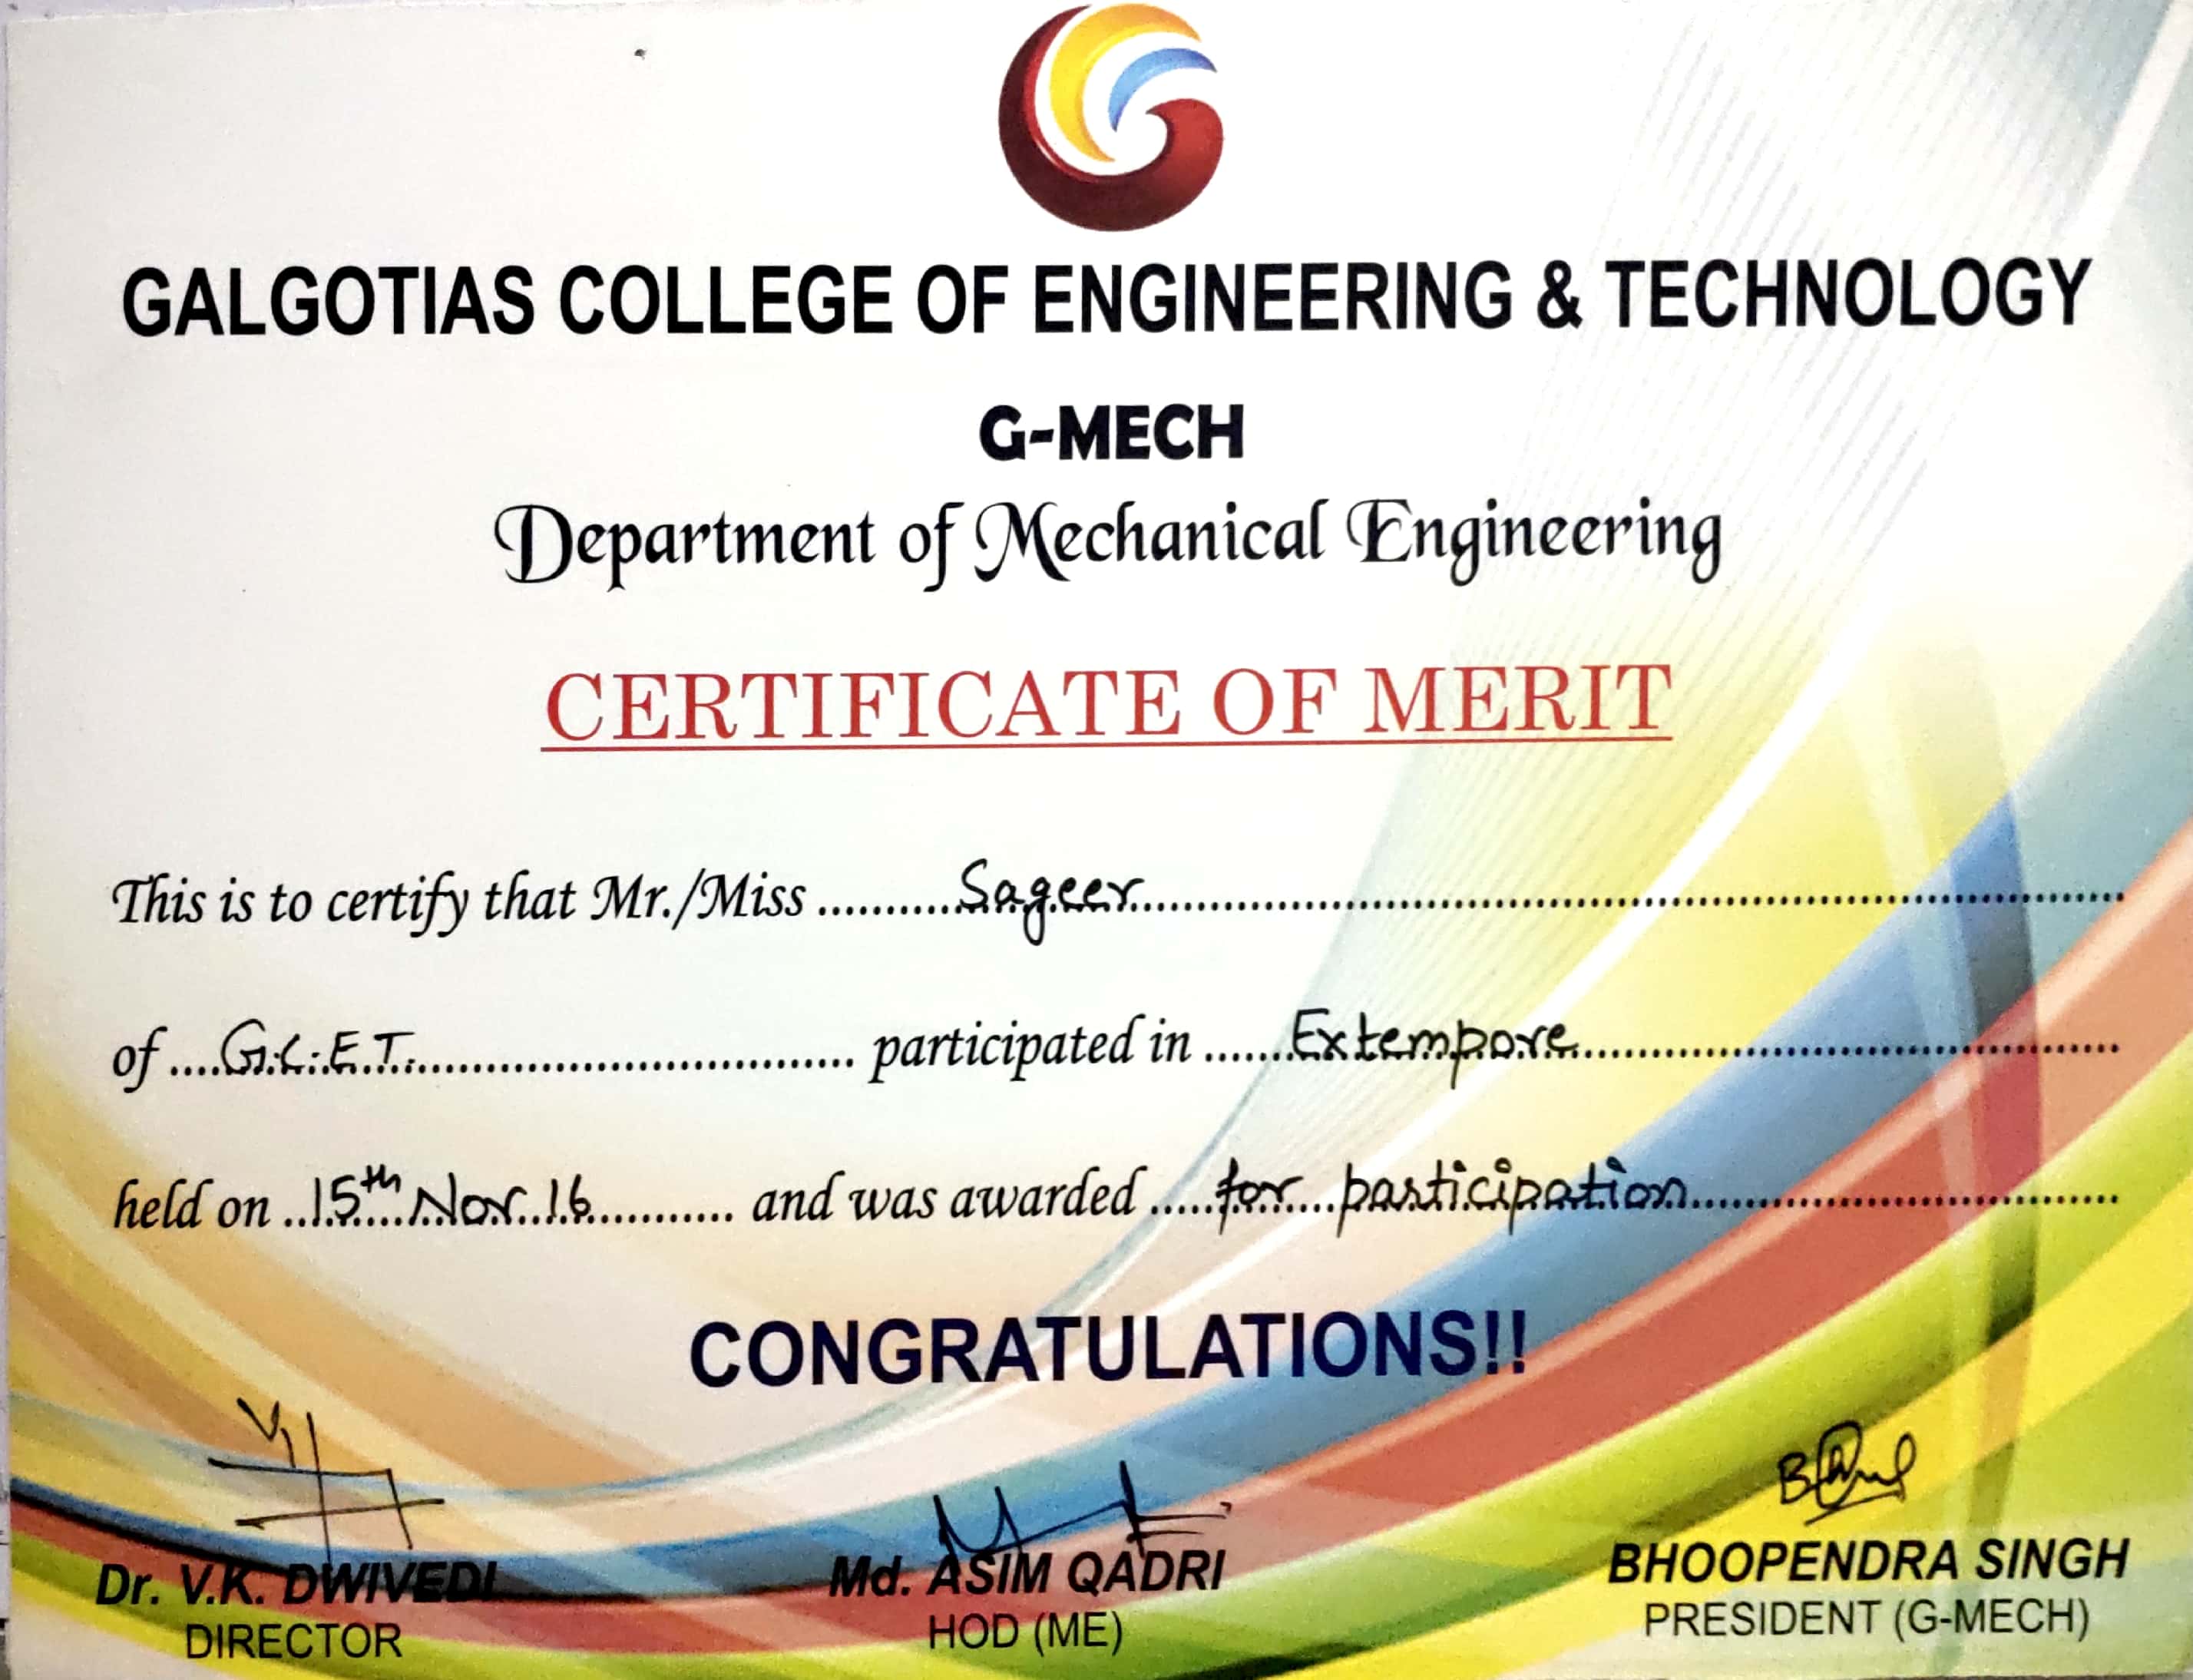 GALGOTIAS COLLEGE OF ENGINEERING & TECHNOLOGY
G-MECH
Department of Mechanical Engineering
CERTIFICATE OF MERIT
This is to certify that Mr./Miss ............Sageer..............................
of ....G.C.E.T............................... participated in .......Extempore..............................
held on ..15th Nov. 16........... and was awarded .....for participation..............................
CONGRATULATIONS!!
Dr. V.K. DWIVEDI Md. ASIM QADRI BHOOPENDRA SINGH
DIRECTOR HOD (ME) PRESIDENT (G-MECH)